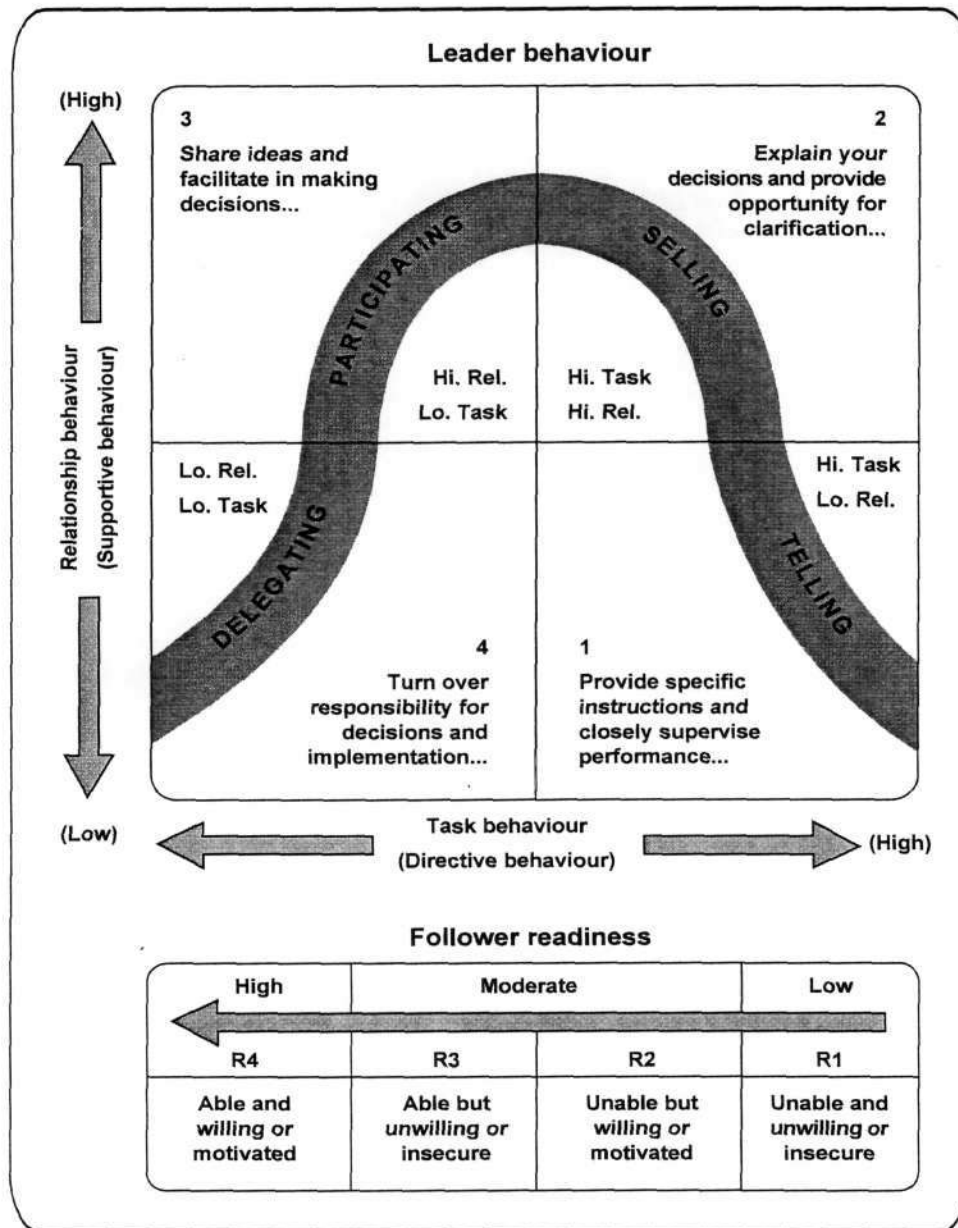 Leader behaviour
(High)
3
Share ideas and
facilitate in making
decisions...
2
Explain your
decisions and provide
opportunity for
clarification...
PARTICIPATING
SELLING
Hi. Rel.
Lo. Task
Hi. Task
Hi. Rel.
Relationship behaviour
(Supportive behaviour)
Lo. Rel.
Lo. Task
Hi. Task
Lo. Rel.
DELEGATING
TELLING
4
Turn over
responsibility for
decisions and
implementation...
1
Provide specific
instructions and
closely supervise
performance...
(Low)
Task behaviour
(Directive behaviour)
(High)
Follower readiness
High
Moderate
Low
R4
R3
R2
R1
Able and
willing or
motivated
Able but
unwilling or
insecure
Unable but
willing or
motivated
Unable and
unwilling or
insecure